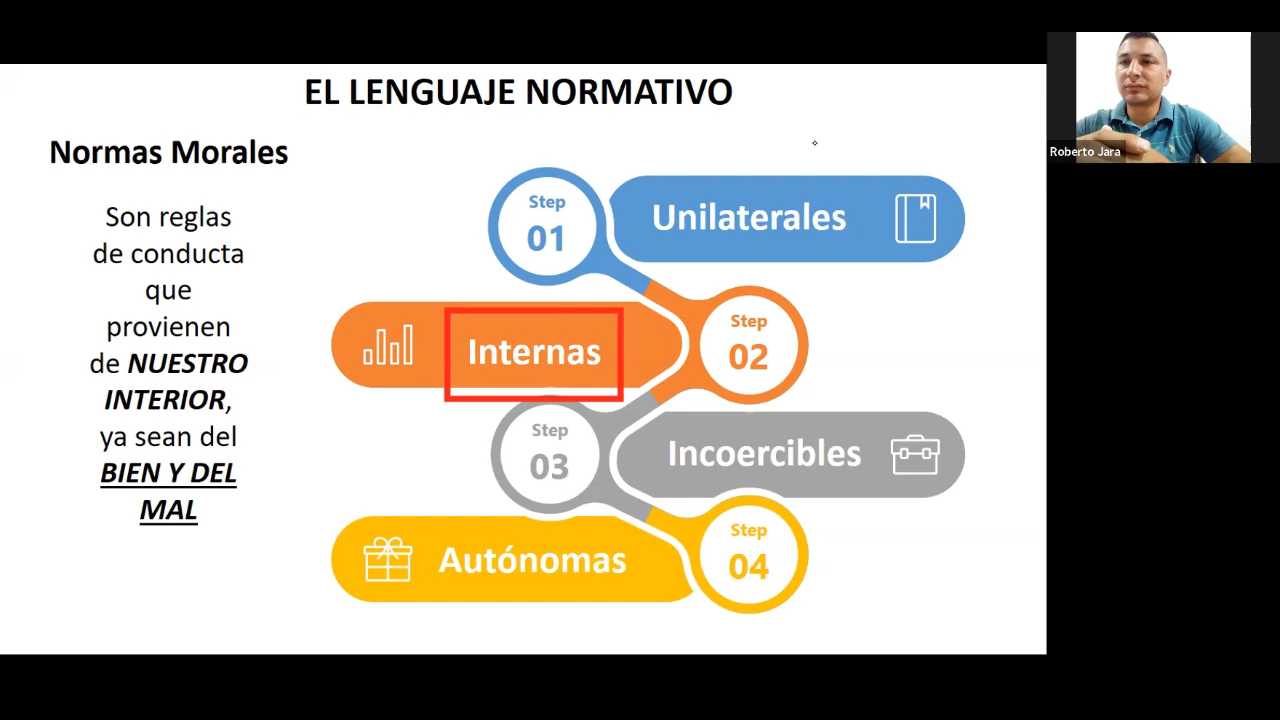 EL LENGUAJE NORMATIVO
Normas Morales
Son reglas
de conducta
que
provienen
de NUESTRO
INTERIOR,
ya sean del
BIEN Y DEL
MAL
Step
01
Unilaterales
Internas
Step
02
Step
03
Incoercibles
Autónomas
Step
04
Roberto Jara